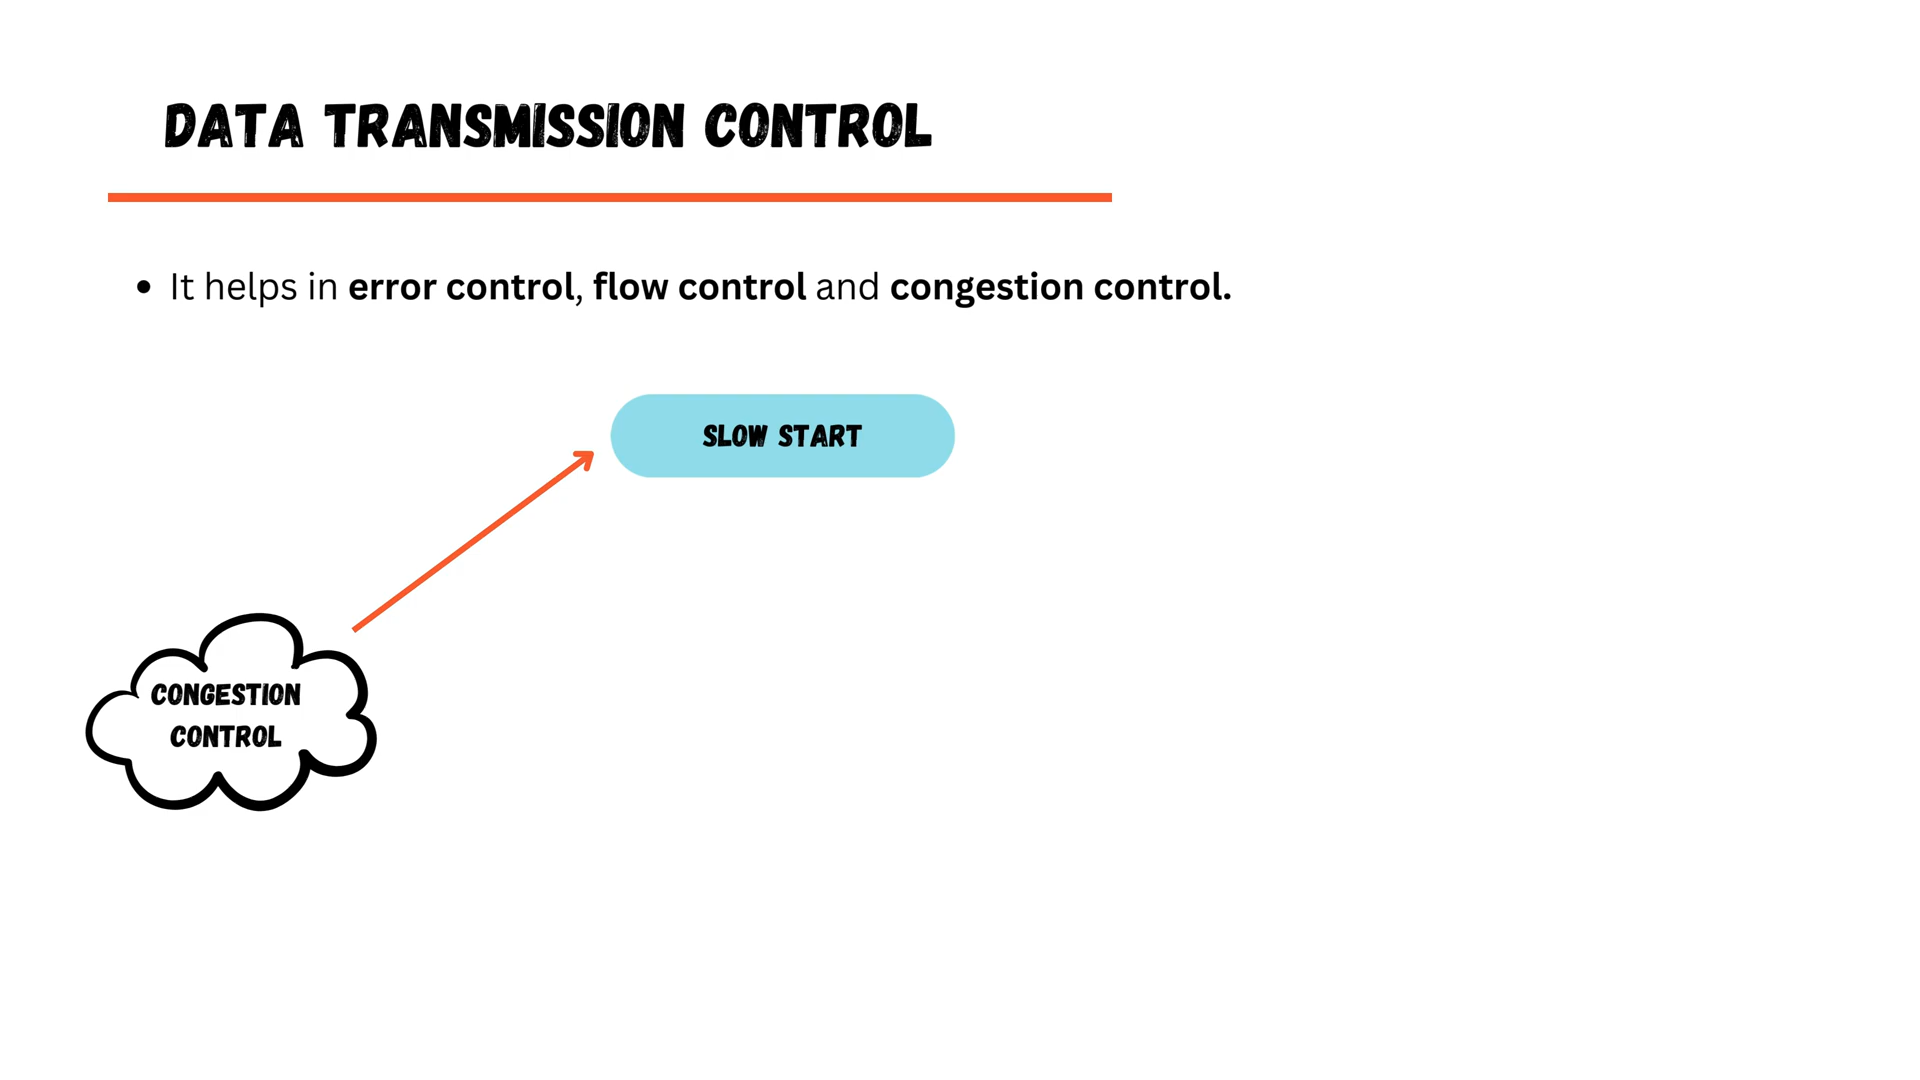 DATA TRANSMISSION CONTROL
• It helps in error control, flow control and congestion control.
SLOW START
CONGESTION
CONTROL